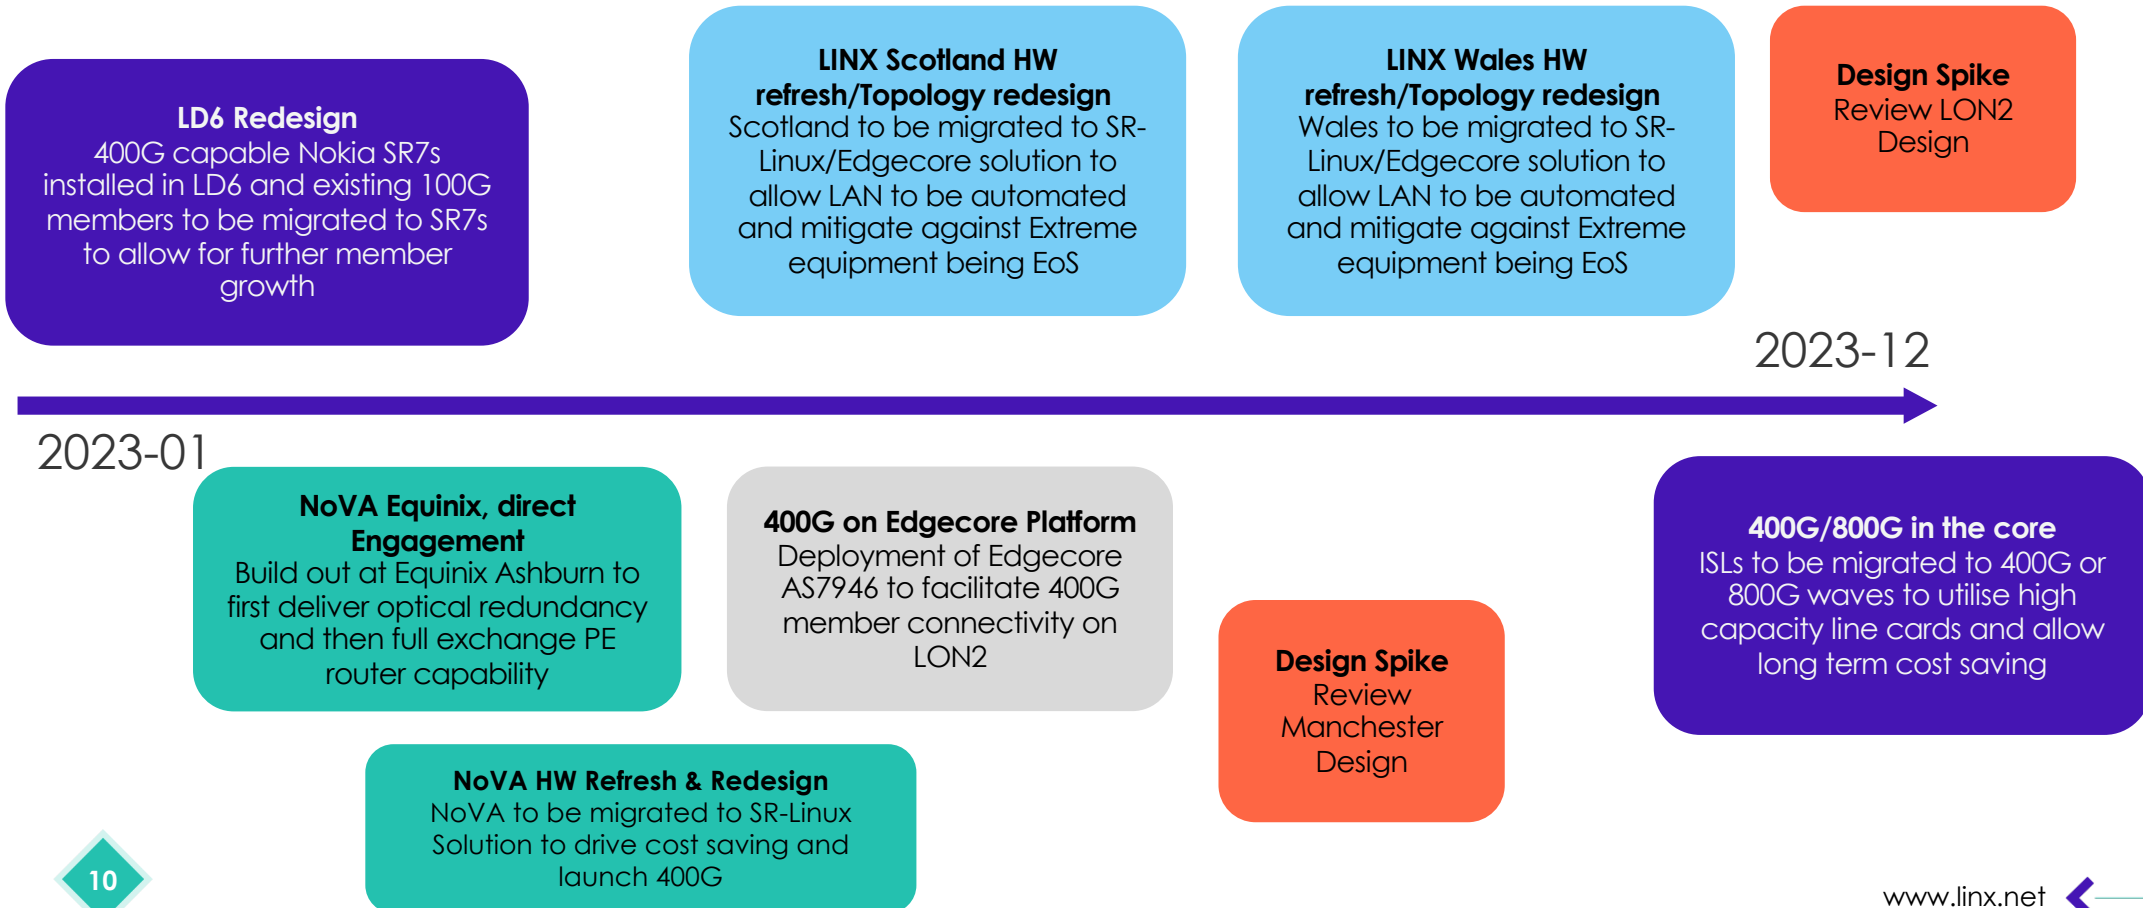 LD6 Redesign
400G capable Nokia SR7s
installed in LD6 and existing 100G
members to be migrated to SR7s
to allow for further member
growth
LINX Scotland HW
refresh/Topology redesign
Scotland to be migrated to SR-
Linux/Edgecore solution to
allow LAN to be automated
and mitigate against Extreme
equipment being EoS
LINX Wales HW
refresh/Topology redesign
Wales to be migrated to SR-
Linux/Edgecore solution to
allow LAN to be automated
and mitigate against Extreme
equipment being EoS
Design Spike
Review LON2
Design
2023-12
2023-01
NoVA Equinix, direct
Engagement
Build out at Equinix Ashburn to
first deliver optical redundancy
and then full exchange PE
router capability
400G on Edgecore Platform
Deployment of Edgecore
AS7946 to facilitate 400G
member connectivity on
LON2
Design Spike
Review
Manchester
Design
400G/800G in the core
ISLs to be migrated to 400G or
800G waves to utilise high
capacity line cards and allow
long term cost saving
NoVA HW Refresh & Redesign
NoVA to be migrated to SR-Linux
Solution to drive cost saving and
launch 400G
10
www.linx.net